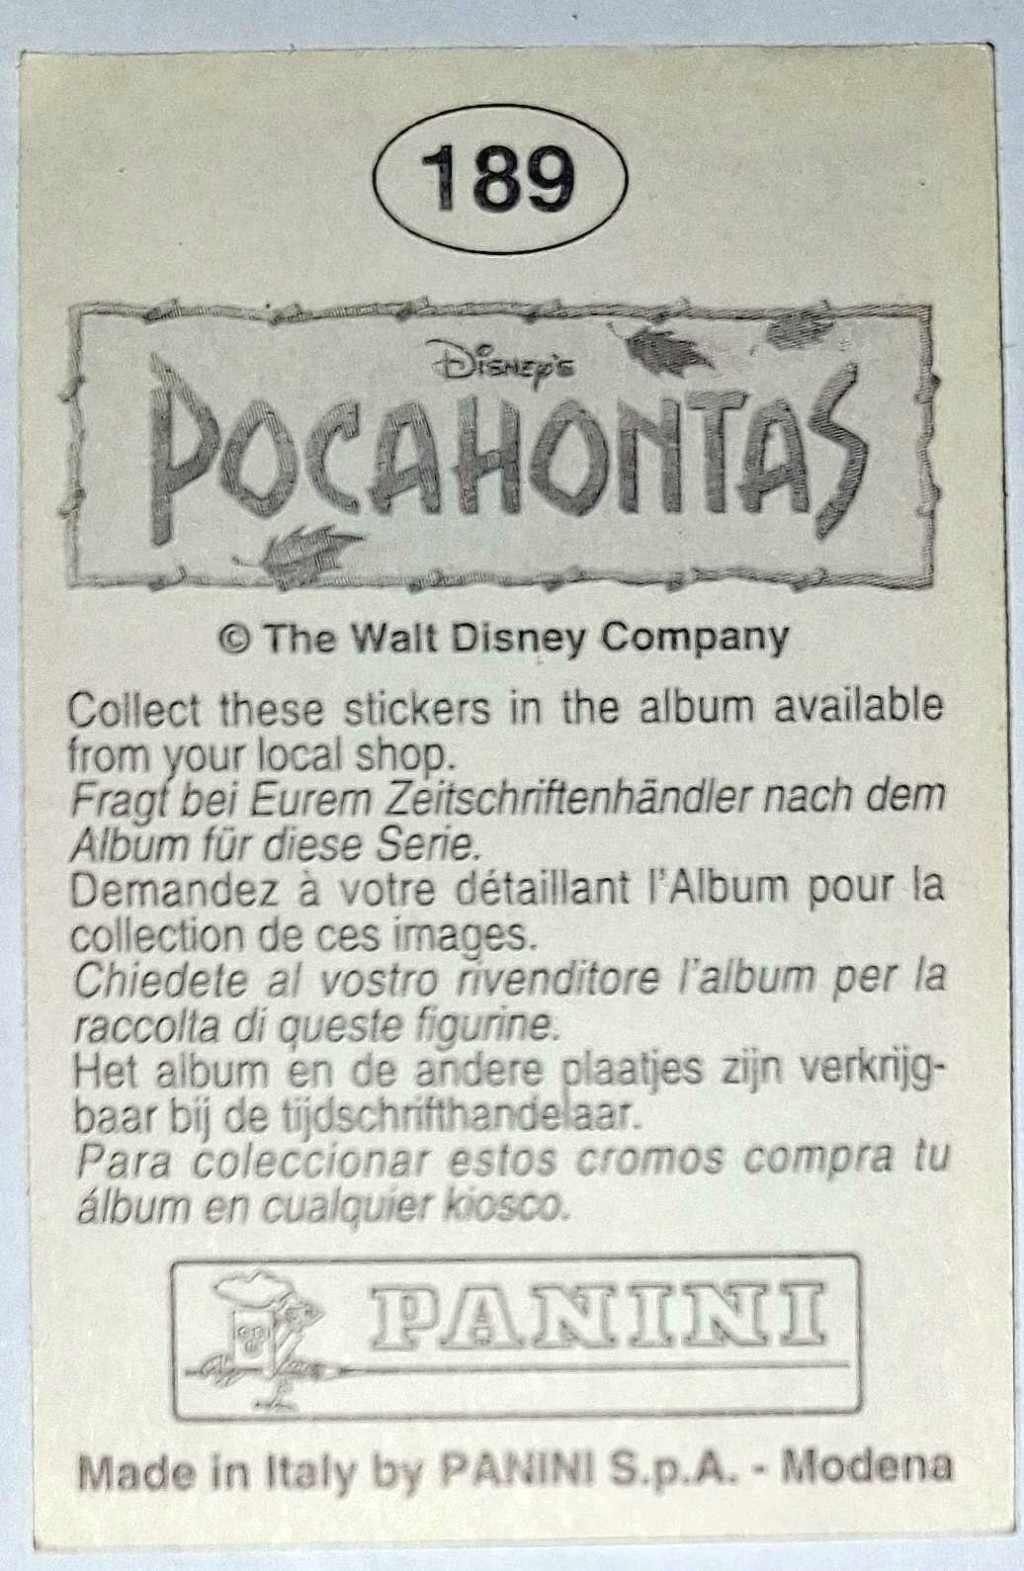 189
Disney's
POCAHONTAS
© The Walt Disney Company
Collect these stickers in the album available
from your local shop.
Fragt bei Eurem Zeitschriftenhändler nach dem
Album für diese Serie.
Demandez à votre détaillant l'Album pour la
collection de ces images.
Chiedete al vostro rivenditore l'album per la
raccolta di queste figurine.
Het album en de andere plaatjes zijn verkrijg-
baar bij de tijdschrifthandelaar.
Para coleccionar estos cromos compra tu
álbum en cualquier kiosco.
PANINI
Made in Italy by PANINI S.p.A. - Modena